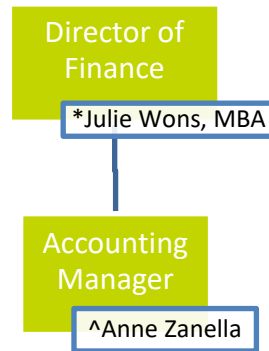 Director of
Finance
*Julie Wons, MBA
Accounting
Manager
^Anne Zanella